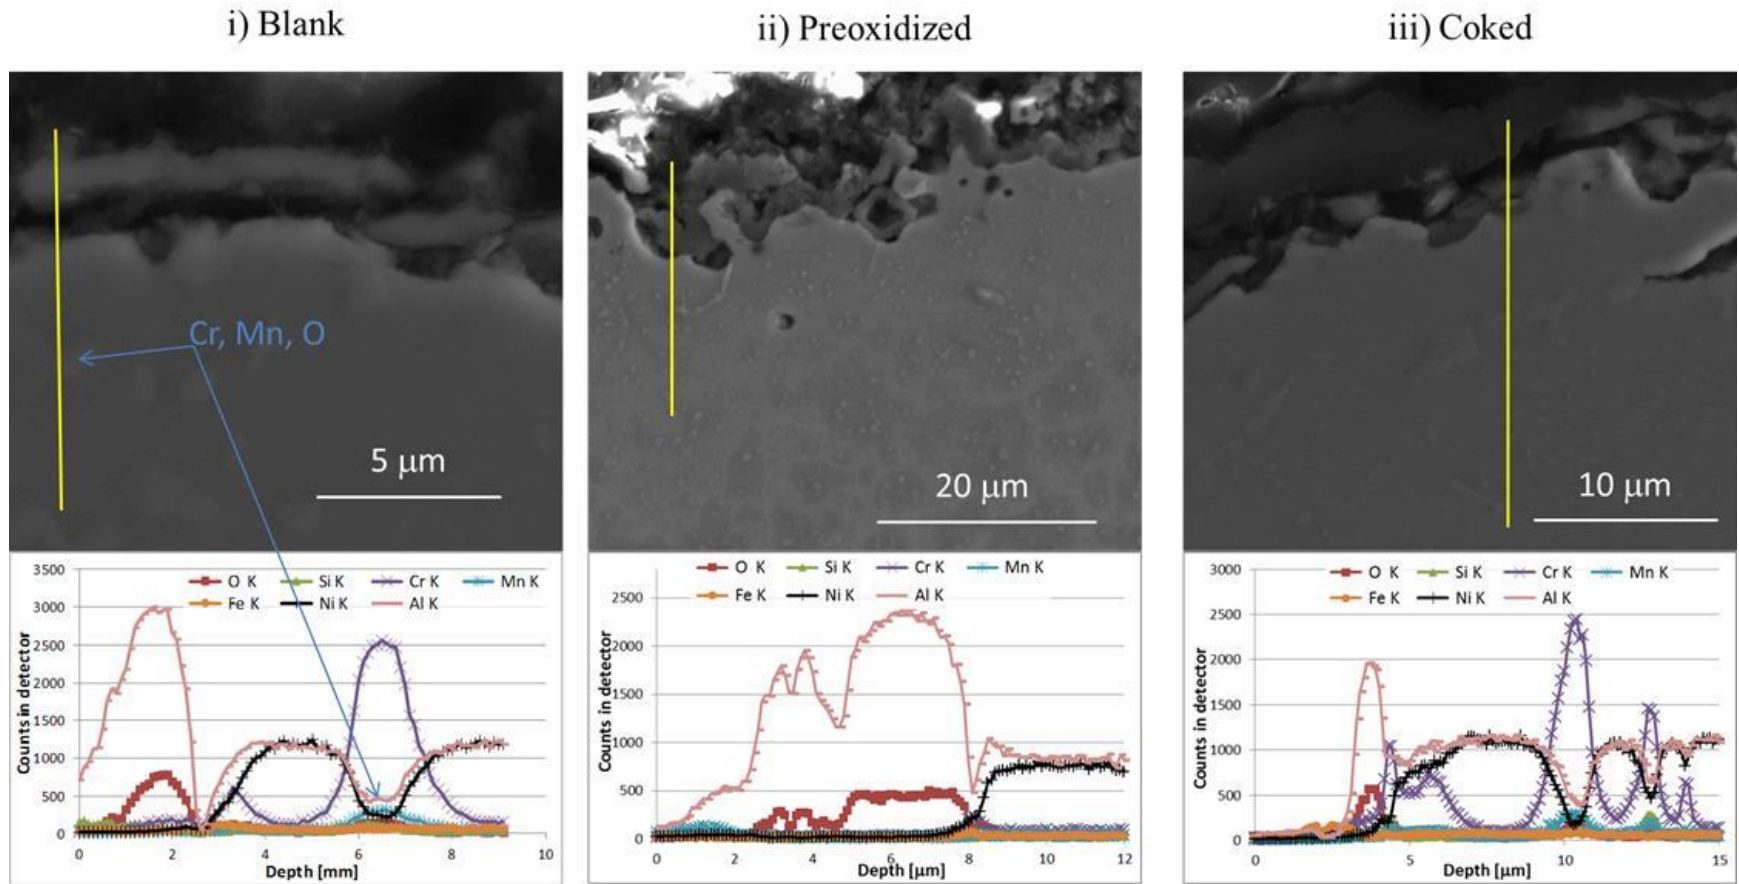 i) Blank
ii) Preoxidized
iii) Coked
Cr, Mn, O
5 µm
20 µm
10 µm
3500
3000
2500
2000
1500
1000
500
0
Counts in detector
O K Si K Cr K Mn K
Fe K Ni K Al K
0 2 4 6 8 10
Depth [mm]
2500
2000
1500
1000
500
0
Counts in detector
O K Si K Cr K Mn K
Fe K Ni K Al K
0 2 4 6 8 10 12
Depth [µm]
3000
2500
2000
1500
1000
500
0
Counts in detector
O K Si K Cr K Mn K
Fe K Ni K Al K
0 5 10 15
Depth [µm]